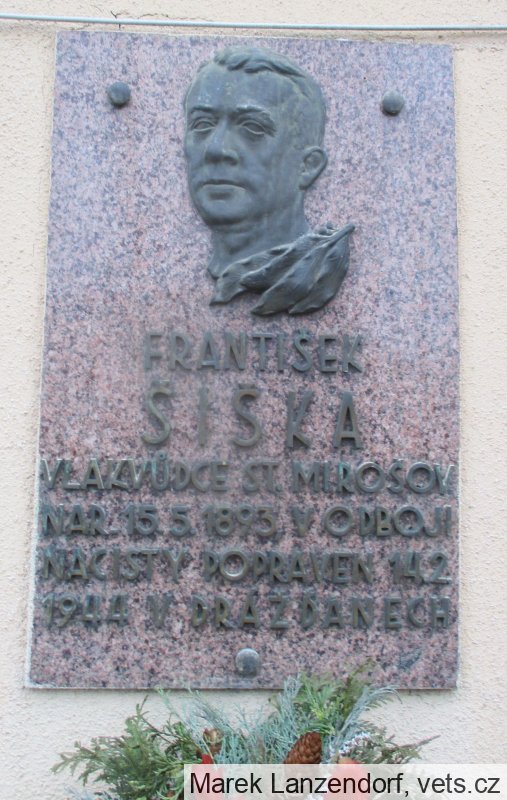 FRANTIŠEK
ŠIŠKA
VLAKVŮDCE ST. MIROŠOV
NAR. 15.5.1893, V ODBOJI
NACISTY POPRAVEN 14.2.
1944 V DRÁŽĎANECH
Marek Lanzendorf, vets.cz